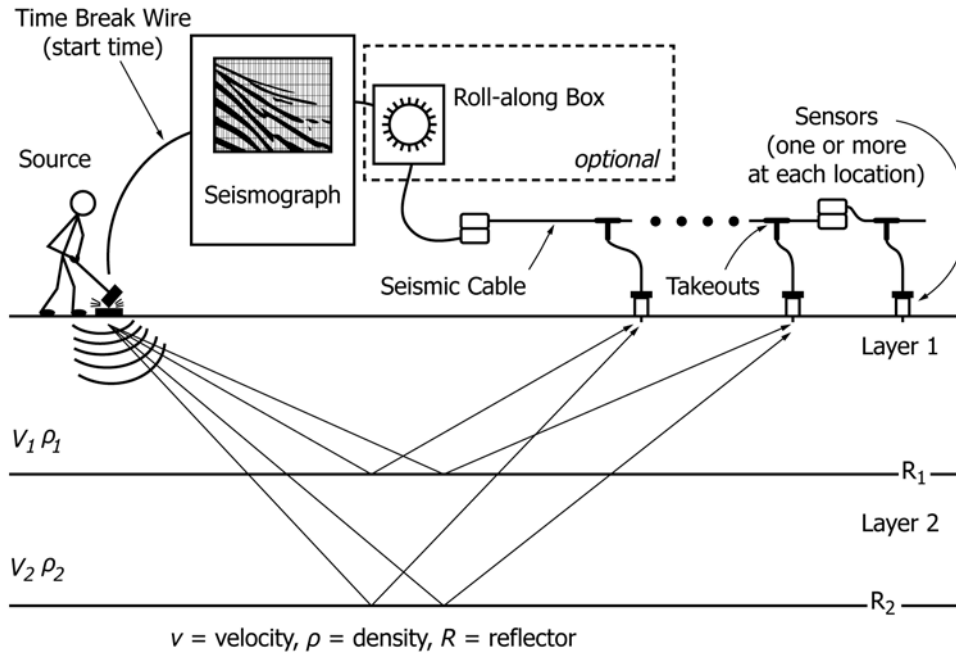 Time Break Wire
(start time)
Source
Seismograph
Roll-along Box
optional
Sensors
(one or more
at each location)
Seismic Cable
Takeouts
Layer 1
V₁ ρ₁
R₁
Layer 2
V₂ ρ₂
R₂
v = velocity, ρ = density, R = reflector